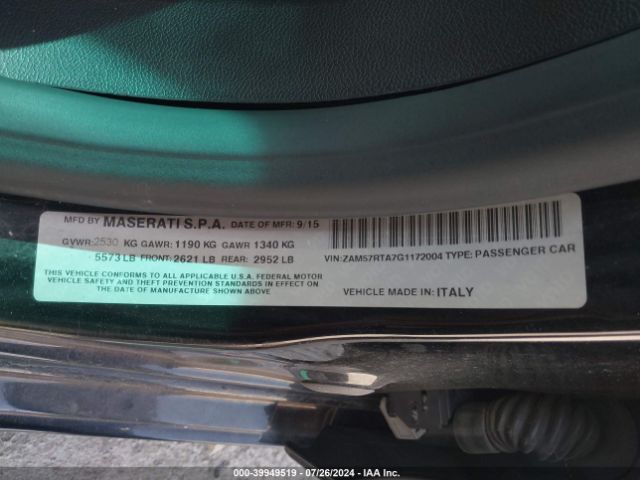 MFD BY MASERATI S.P.A. DATE OF MFR: 9/15
GVWR: 2530 KG GAWR: 1190 KG GAWR 1340 KG
5573 LB FRONT: 2621 LB REAR: 2952 LB
THIS VEHICLE CONFORMS TO ALL APPLICABLE U.S.A. FEDERAL MOTOR
VEHICLE SAFETY AND THEFT PREVENTION STANDARDS IN EFFECT ON
THE DATE OF MANUFACTURE SHOWN ABOVE
VIN: ZAM57RTA7G1172004 TYPE: PASSENGER CAR
VEHICLE MADE IN: ITALY
000-39949519 - 07/26/2024 - IAA Inc.